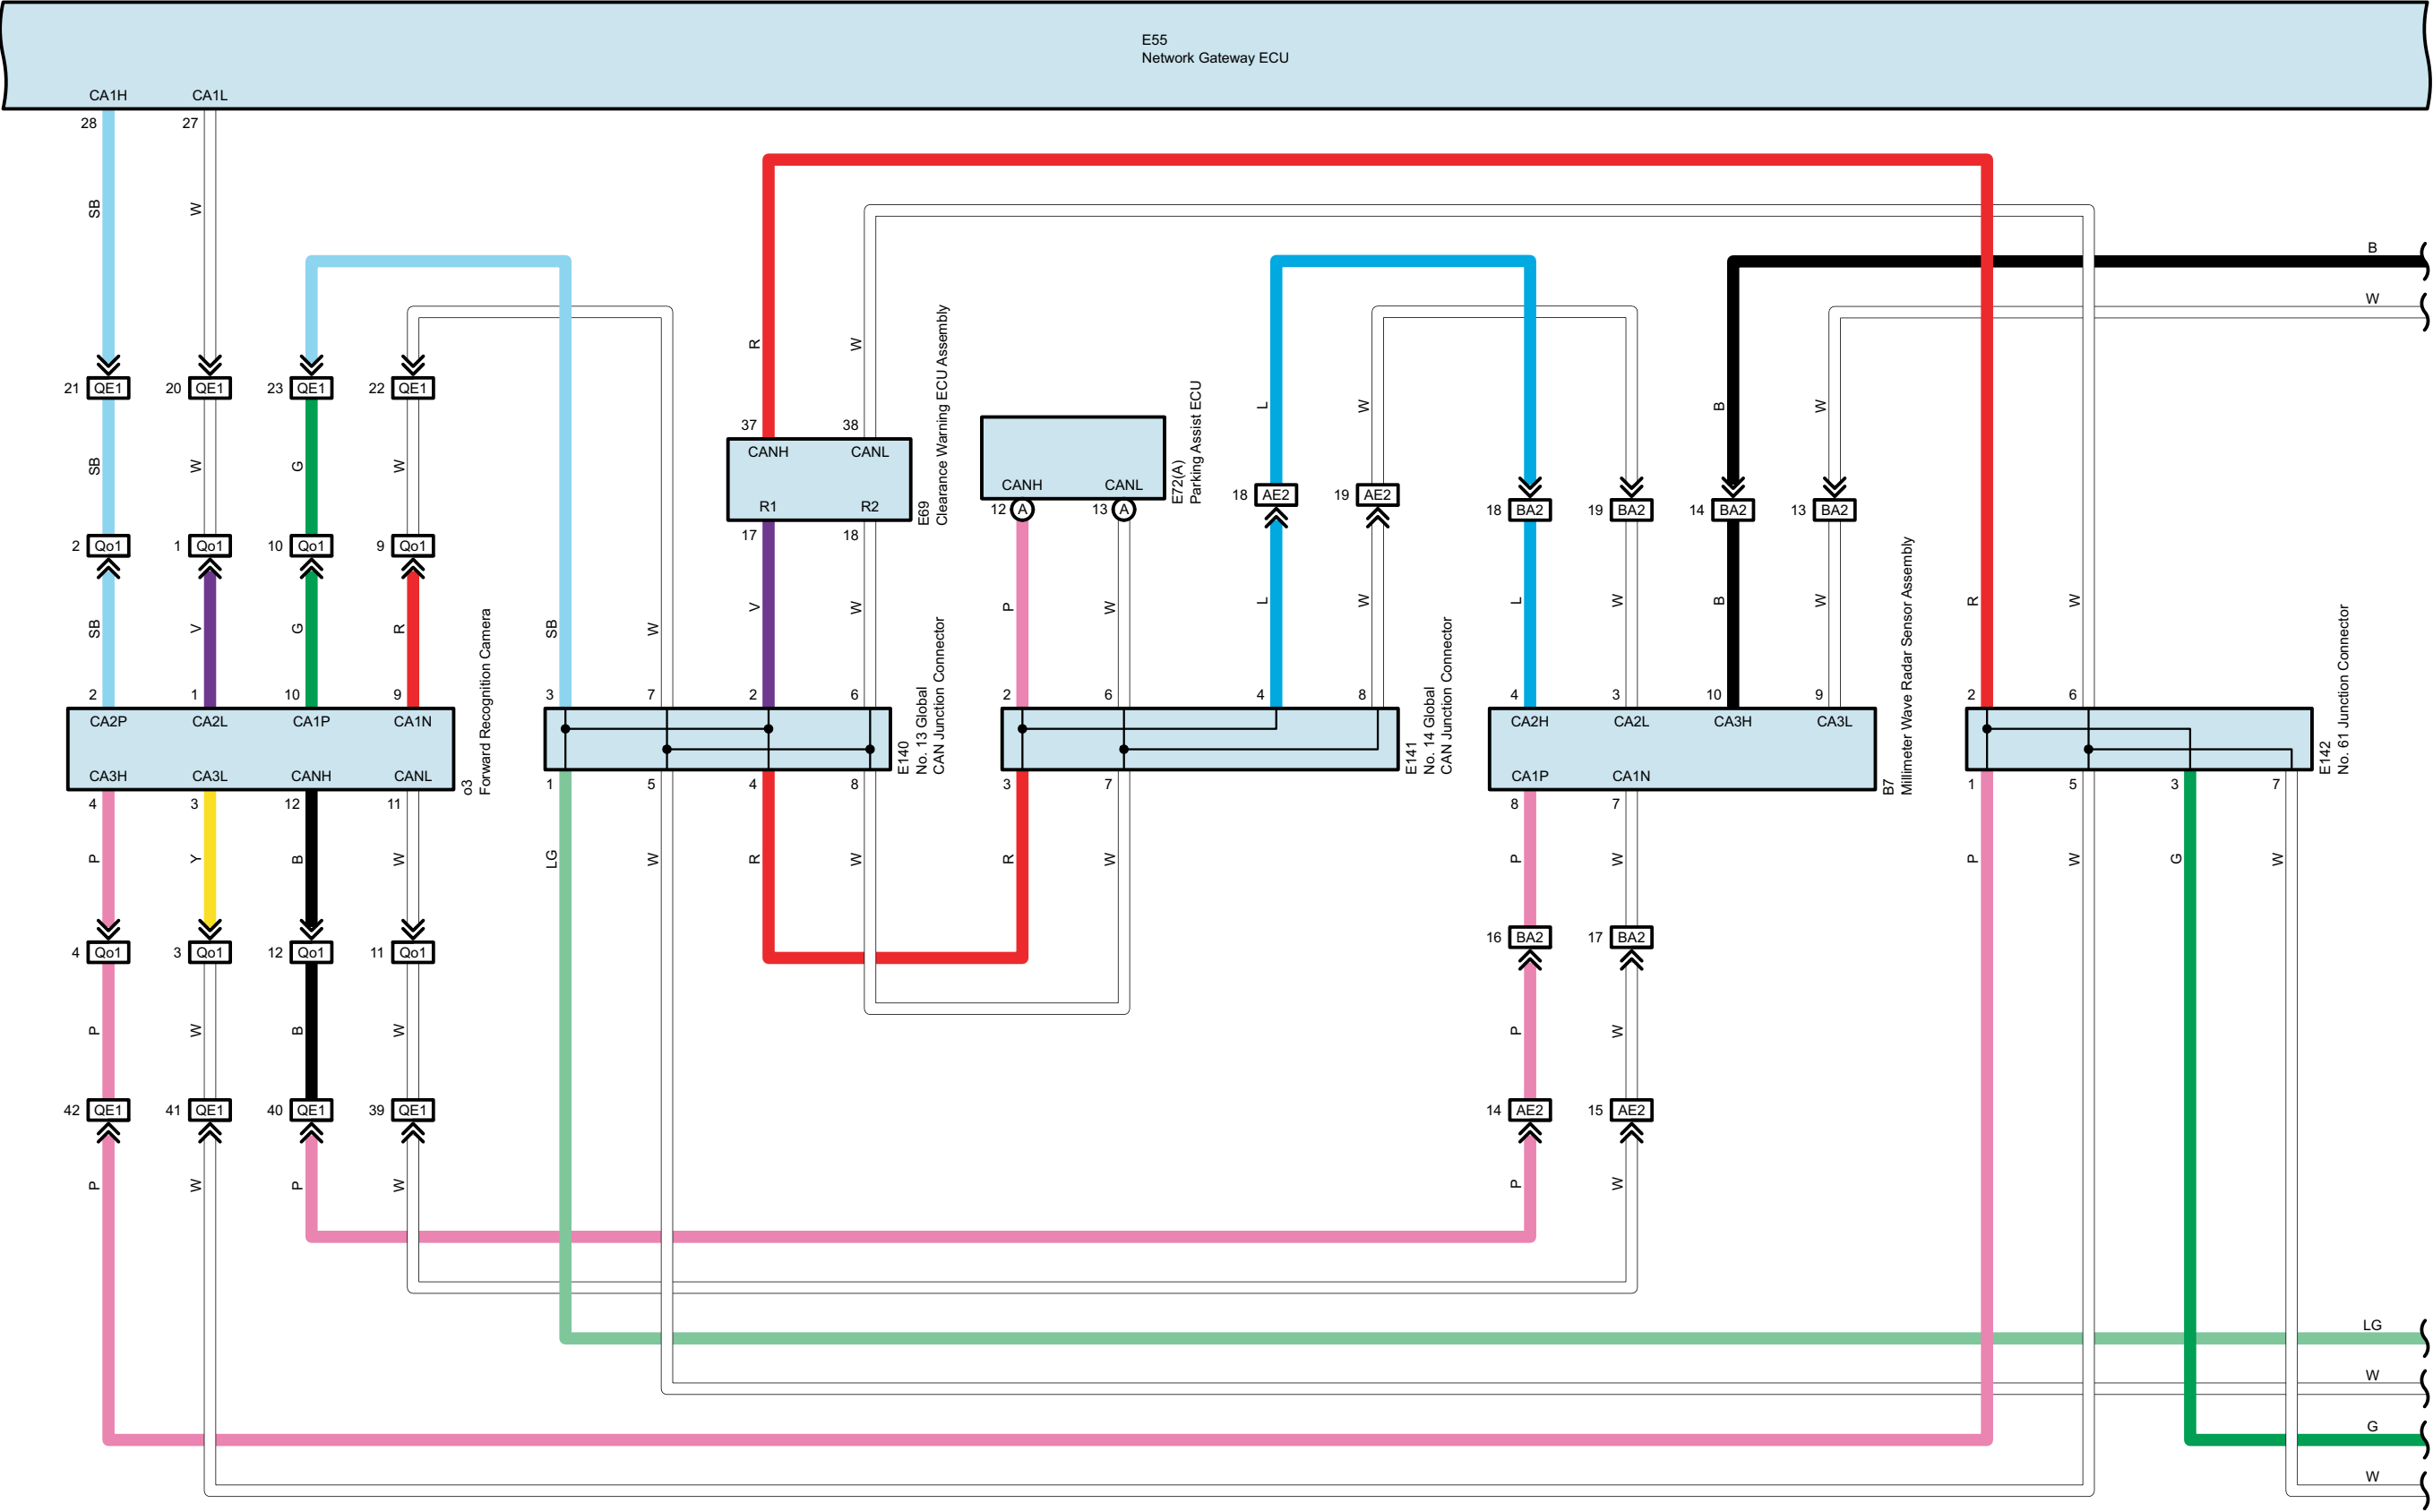 E55
Network Gateway ECU
CA1H CA1L
28 27
SB W
B
W
R W
L W B W
21 QE1 20 QE1 23 QE1 22 QE1
37 38
CANH CANL
R1 R2
17 18
E69
Clearance Warning ECU Assembly
CANH CANL
12 A 13 A
E72(A)
Parking Assist ECU
SB W G W
18 AE2 19 AE2
18 BA2 19 BA2 14 BA2 13 BA2
2 Qo1 1 Qo1 10 Qo1 9 Qo1
SB V G R
SB W V W P W L W L W B W R W
2 1 10 9
CA2P CA2L CA1P CA1N
CA3H CA3L CANH CANL
4 3 12 11
o3
Forward Recognition Camera
3 7 2 6
1 5 4 8
E140
No. 13 Global
CAN Junction Connector
2 6 4 8
3 7
E141
No. 14 Global
CAN Junction Connector
4 3 10 9
CA2H CA2L CA3H CA3L
CA1P CA1N
8 7
B7
Millimeter Wave Radar Sensor Assembly
2 6
1 5 3 7
E142
No. 61 Junction Connector
P Y B W LG W R W R W P W P W G W
4 Qo1 3 Qo1 12 Qo1 11 Qo1
16 BA2 17 BA2
P W B W P W
42 QE1 41 QE1 40 QE1 39 QE1
14 AE2 15 AE2
P W P W P W
LG
W
G
W